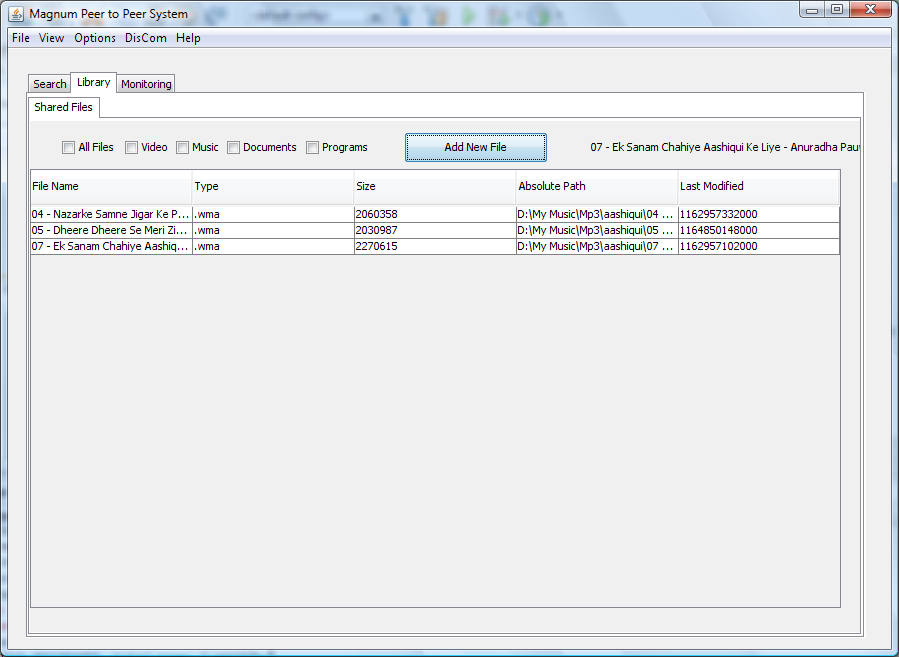 Magnum Peer to Peer System
File View Options DisCom Help
Search Library Monitoring
Shared Files
All Files Video Music Documents Programs Add New File 07 - Ek Sanam Chahiye Aashiqui Ke Liye - Anuradha Pau
File Name Type Size Absolute Path Last Modified
04 - Nazarke Samne Jigar Ke P... .wma 2060358 D:\My Music\Mp3\aashiqui\04 ... 1162957332000
05 - Dheere Dheere Se Meri Zi... .wma 2030987 D:\My Music\Mp3\aashiqui\05 ... 1164850148000
07 - Ek Sanam Chahiye Aashiq... .wma 2270615 D:\My Music\Mp3\aashiqui\07 ... 1162957102000